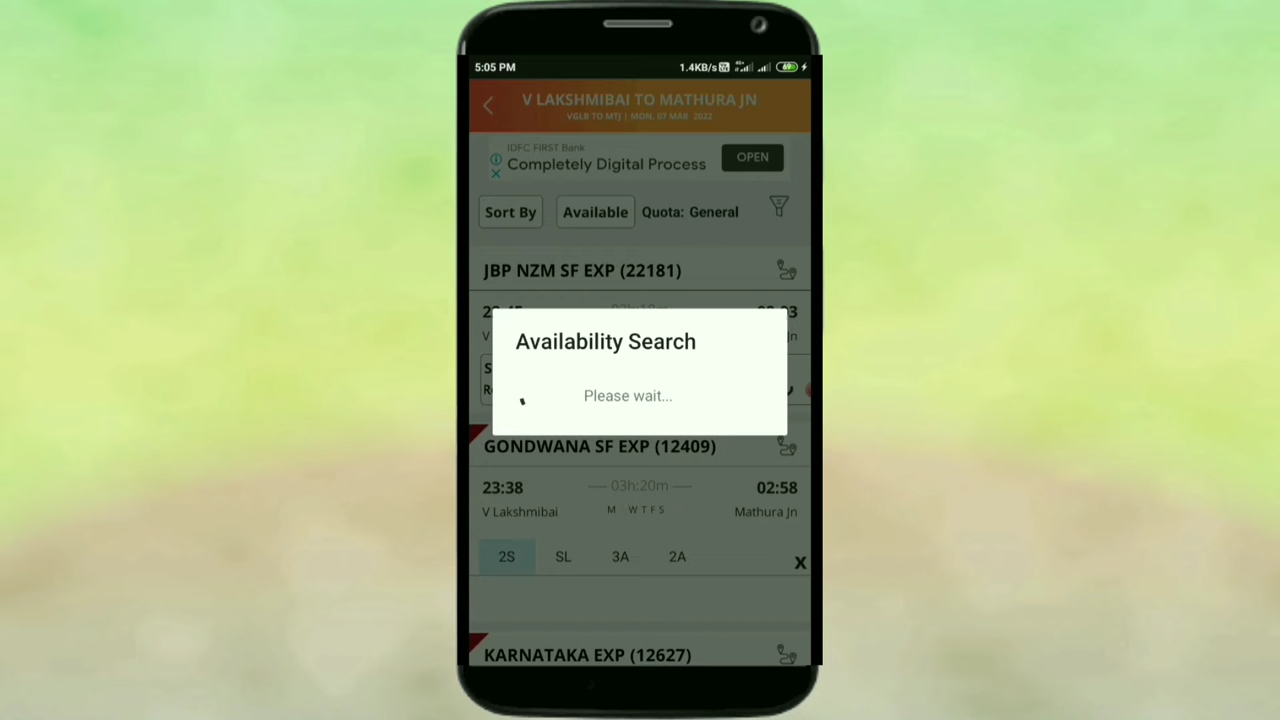 5:05 PM
1.4KB/s
4G+
69
V LAKSHMIBAI TO MATHURA JN
VGLB TO MTJ | MON, 07 MAR 2022
IDFC FIRST Bank
Completely Digital Process
OPEN
Sort By
Available
Quota: General
JBP NZM SF EXP (22181)
Availability Search
Please wait...
GONDWANA SF EXP (12409)
23:38
03h:20m
02:58
V Lakshmibai
M W T F S
Mathura Jn
2S
SL
3A
2A
X
KARNATAKA EXP (12627)